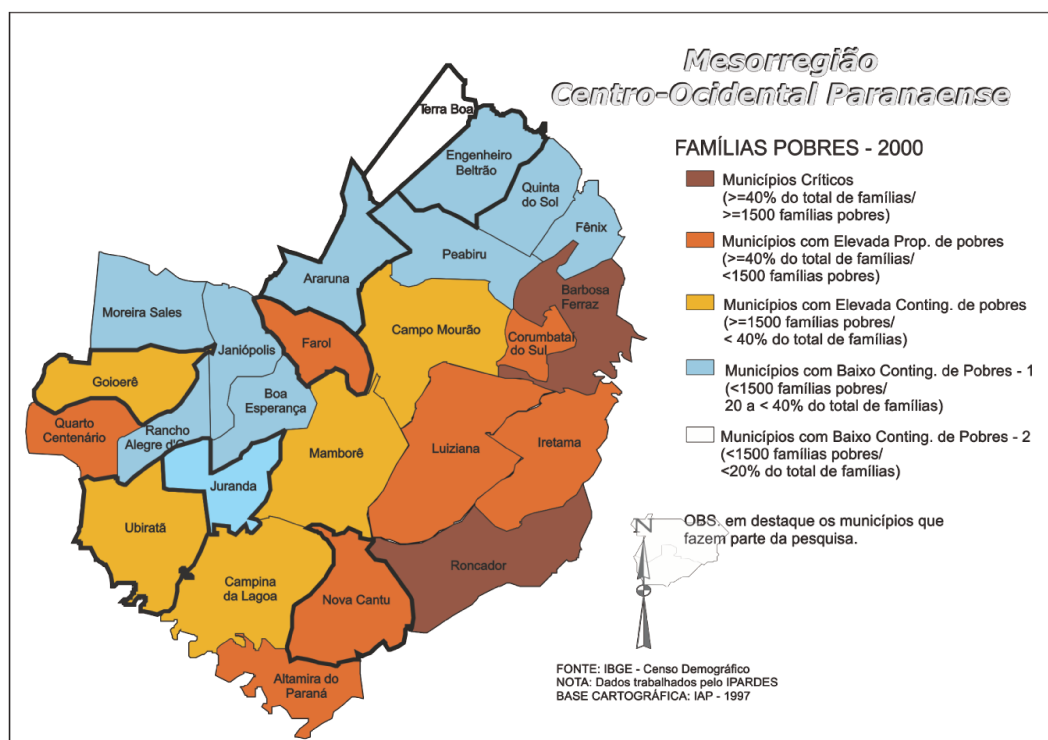 Mesorregião
Centro-Ocidental Paranaense
FAMÍLIAS POBRES - 2000
Municípios Críticos
(>=40% do total de famílias/
>=1500 famílias pobres)
Municípios com Elevada Prop. de pobres
(>=40% do total de famílias/
<1500 famílias pobres)
Municípios com Elevada Conting. de pobres
(>=1500 famílias pobres/
< 40% do total de famílias)
Municípios com Baixo Conting. de Pobres - 1
(<1500 famílias pobres/
20 a < 40% do total de famílias)
Municípios com Baixo Conting. de Pobres - 2
(<1500 famílias pobres/
<20% do total de famílias)
OBS. em destaque os municípios que
fazem parte da pesquisa.
N
Terra Boa
Engenheiro
Beltrão
Quinta
do Sol
Fênix
Peabiru
Araruna
Barbosa
Ferraz
Moreira Sales
Campo Mourão
Corumbataí
do Sul
Farol
Janiópolis
Goioerê
Boa
Esperança
Quarto
Centenário
Rancho
Alegre d'O
Mamborê
Luiziana
Iretama
Juranda
Ubiratã
Roncador
Campina
da Lagoa
Nova Cantu
Altamira do
Paraná
FONTE: IBGE - Censo Demográfico
NOTA: Dados trabalhados pelo IPARDES
BASE CARTOGRÁFICA: IAP - 1997